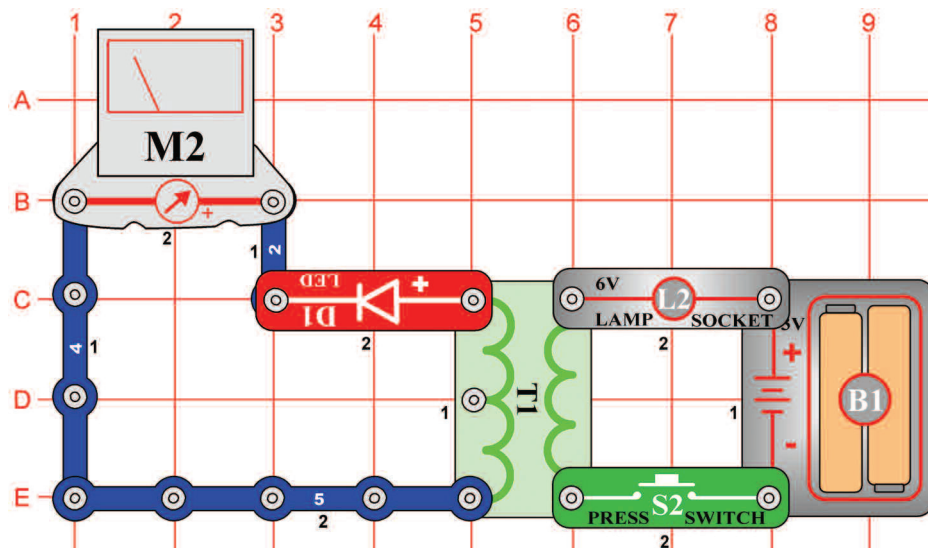 1 2 3 4 5 6 7 8 9
A
M2
B
+
2
1
2
C
LED
D1
+
2
6V
L2
LAMP SOCKET
2
3V
+
4
1
D
1
T1
1
B1
-
E
5
2
S2
PRESS SWITCH
2